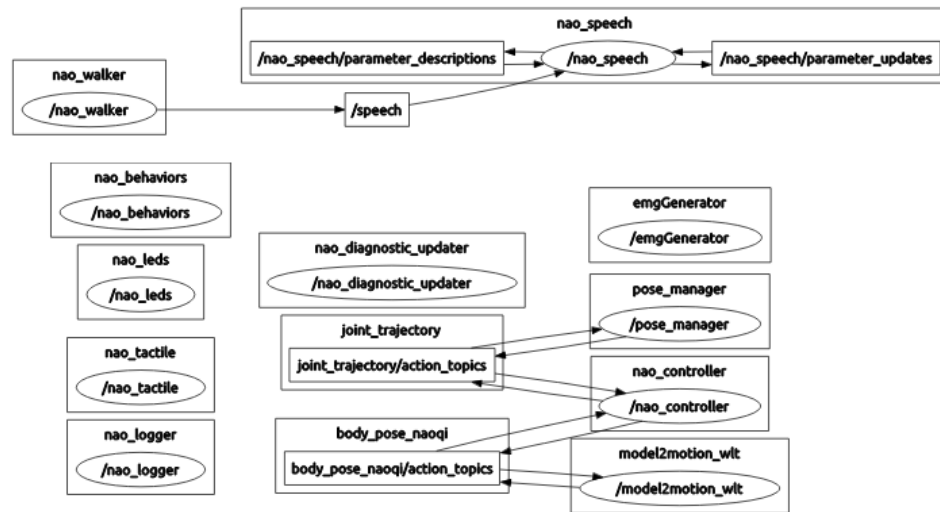 nao_speech
/nao_speech/parameter_descriptions
/nao_speech
/nao_speech/parameter_updates
nao_walker
/nao_walker
/speech
nao_behaviors
/nao_behaviors
emgGenerator
/emgGenerator
nao_leds
/nao_leds
nao_diagnostic_updater
/nao_diagnostic_updater
pose_manager
/pose_manager
joint_trajectory
joint_trajectory/action_topics
nao_tactile
/nao_tactile
nao_controller
/nao_controller
nao_logger
/nao_logger
body_pose_naoqi
body_pose_naoqi/action_topics
model2motion_wlt
/model2motion_wlt